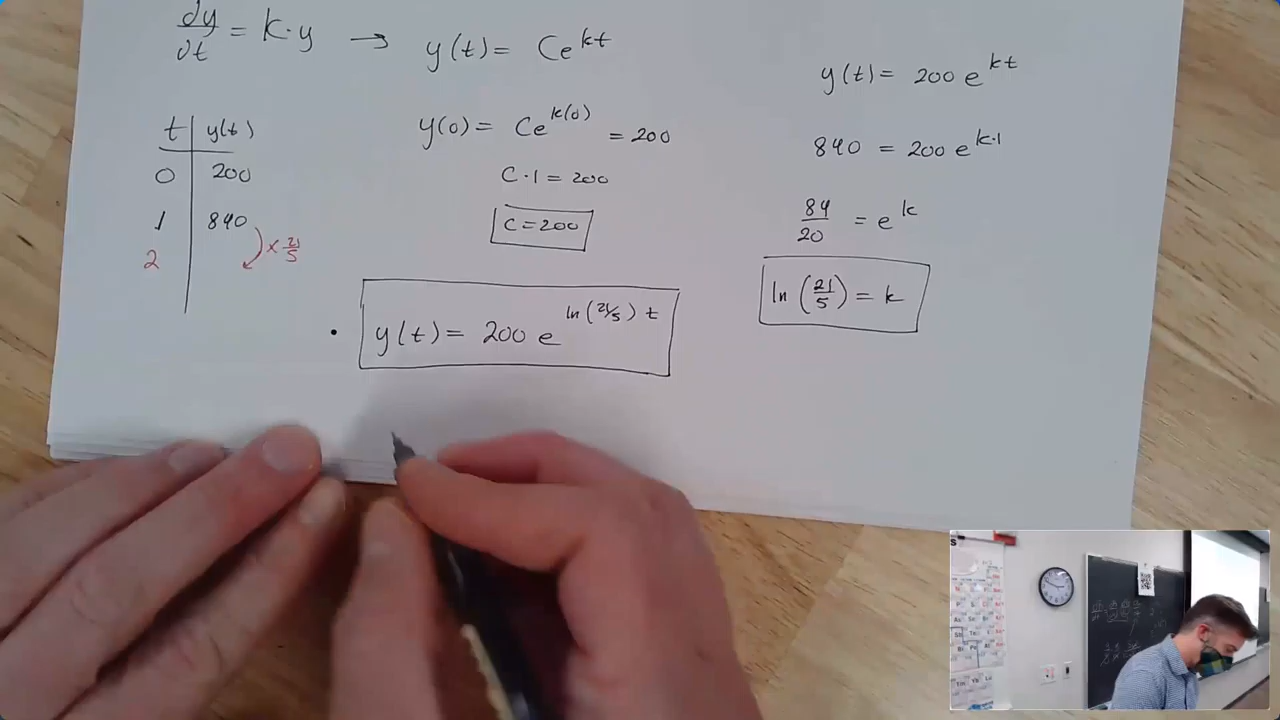 dy/dt = k·y → y(t) = Ce^{kt}
t | y(t)
0 | 200
1 | 840
2
× 21/5
y(0) = Ce^{k(0)} = 200
C·1 = 200
C = 200
y(t) = 200 e^{kt}
840 = 200 e^{k·1}
84/20 = e^k
ln (21/5) = k
• y(t) = 200 e^{ln(21/5) t}